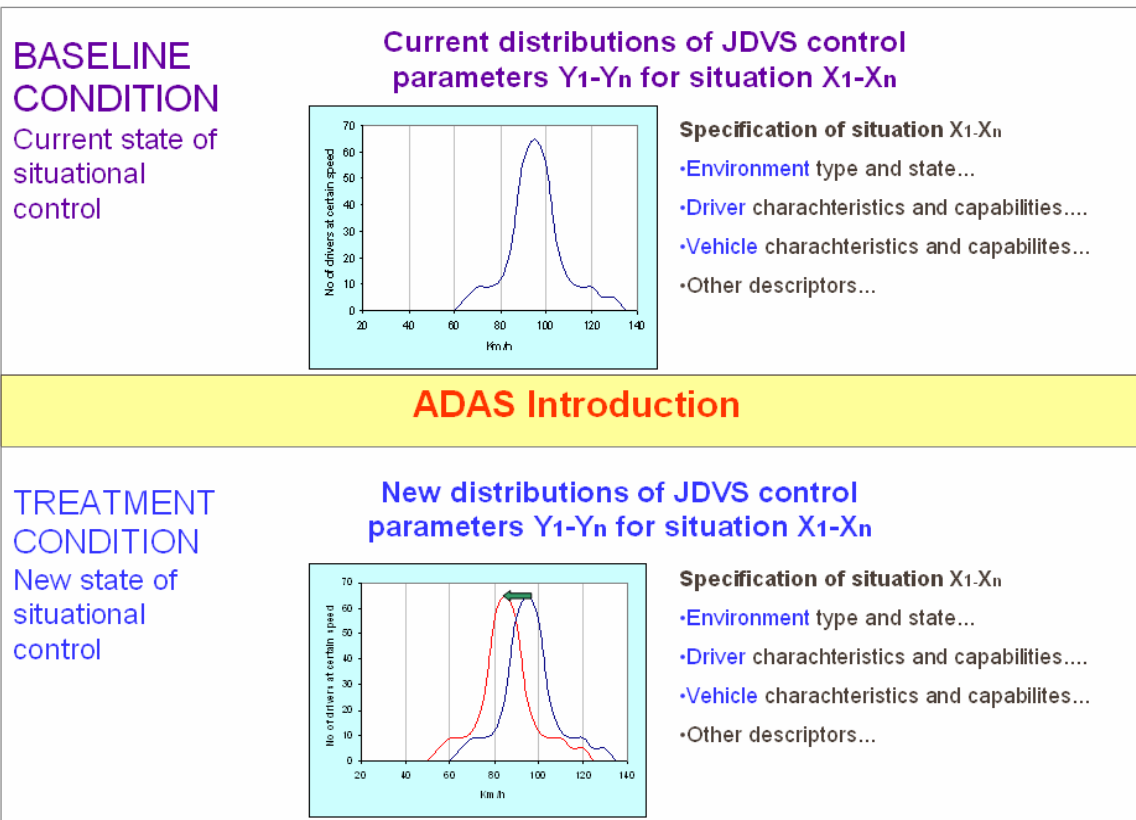 BASELINE
CONDITION
Current state of
situational
control
Current distributions of JDVS control
parameters Y1-Yn for situation X1-Xn
70
60
50
40
30
20
10
0
No of drivers at certain speed
20 40 60 80 100 120 140
Km/h
Specification of situation X1-Xn
•Environment type and state...
•Driver charachteristics and capabilities....
•Vehicle charachteristics and capabilites...
•Other descriptors...
ADAS Introduction
TREATMENT
CONDITION
New state of
situational
control
New distributions of JDVS control
parameters Y1-Yn for situation X1-Xn
70
60
50
40
30
20
10
0
No of drivers at certain speed
20 40 60 80 100 120 140
Km/h
Specification of situation X1-Xn
•Environment type and state...
•Driver charachteristics and capabilities....
•Vehicle charachteristics and capabilites...
•Other descriptors...